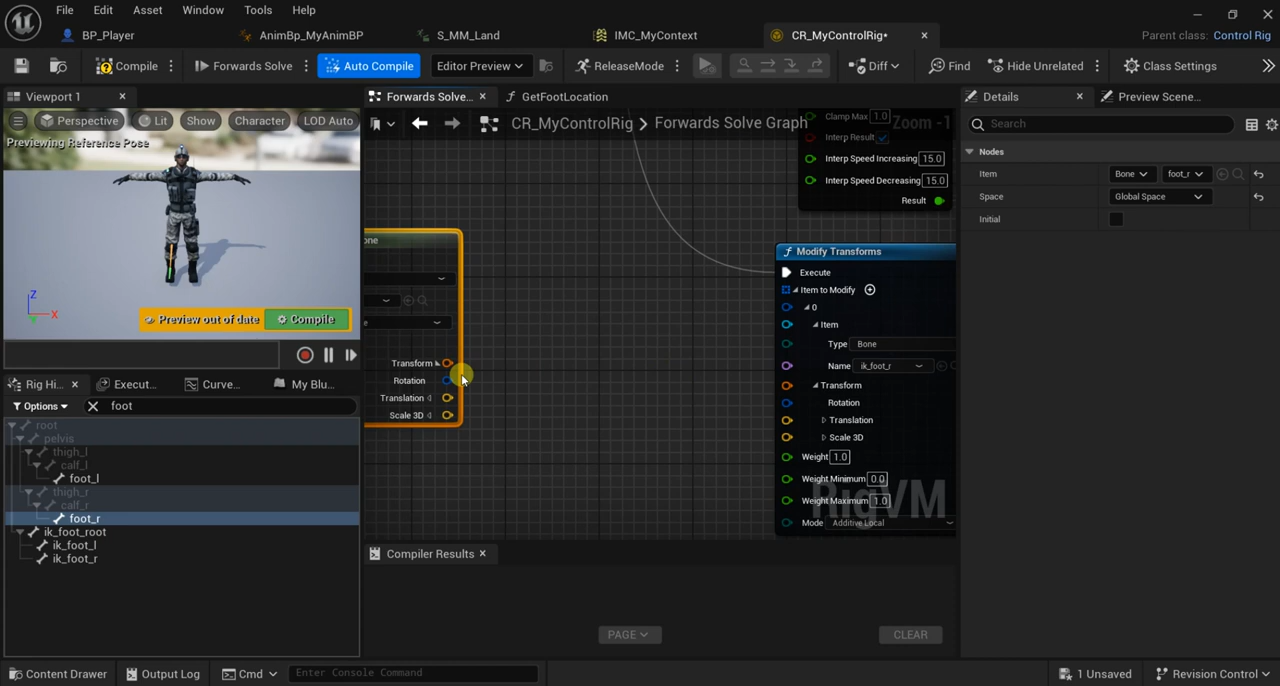 File Edit Asset Window Tools Help
BP_Player
AnimBp_MyAnimBP
S_MM_Land
IMC_MyContext
CR_MyControlRig*
Parent class: Control Rig
Compile
Forwards Solve
Auto Compile
Editor Preview
ReleaseMode
Diff
Find
Hide Unrelated
Class Settings
Viewport 1
Forwards Solve...
GetFootLocation
Details
Preview Scene...
Perspective
Lit
Show
Character
LOD Auto
Previewing Reference Pose
CR_MyControlRig > Forwards Solve Graph
Zoom -1
Search
Clamp Max 1.0
Interp Result
Interp Speed Increasing 15.0
Interp Speed Decreasing 15.0
Result
Nodes
Item Bone foot_r
Space Global Space
Initial
one
e
Transform
Rotation
Translation
Scale 3D
Modify Transforms
Execute
Item to Modify
0
Item
Type Bone
Name ik_foot_r
Transform
Rotation
Translation
Scale 3D
Weight 1.0
Weight Minimum 0.0
Weight Maximum 1.0
Mode Additive Local
RigVM
Z
X
Y
Preview out of date
Compile
Rig Hi...
Execut...
Curve...
My Blu...
Options
foot
root
pelvis
thigh_l
calf_l
foot_l
thigh_r
calf_r
foot_r
ik_foot_root
ik_foot_l
ik_foot_r
Compiler Results
PAGE
CLEAR
Content Drawer
Output Log
Cmd
Enter Console Command
1 Unsaved
Revision Control